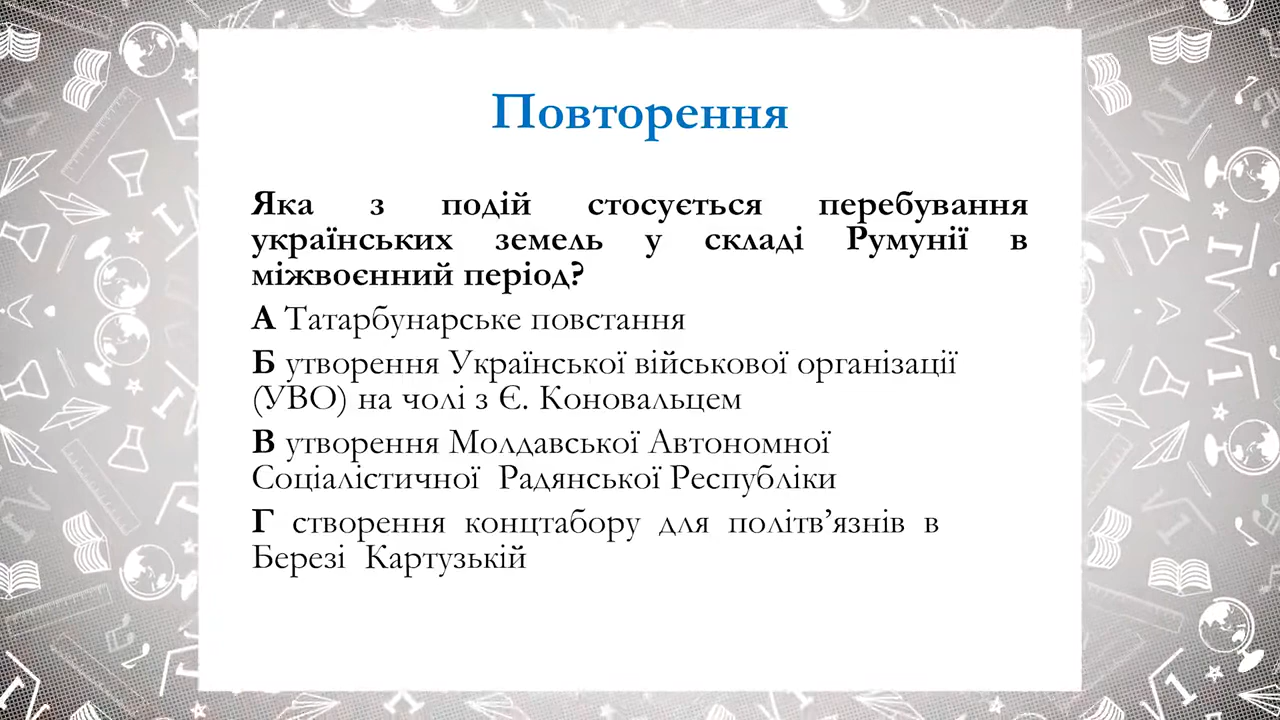 Повторення
Яка з подій стосується перебування
українських земель у складі Румунії в
міжвоєнний період?
А Татарбунарське повстання
Б утворення Української військової організації
(УВО) на чолі з Є. Коновальцем
В утворення Молдавської Автономної
Соціалістичної Радянської Республіки
Г створення концтабору для політв’язнів в
Березі Картузькій